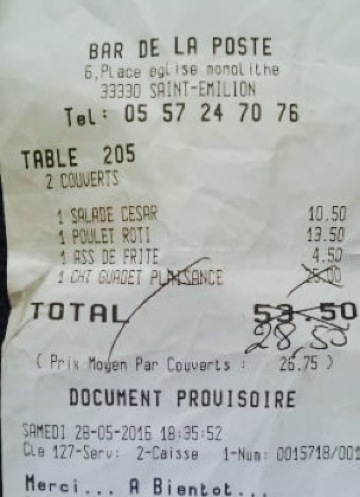 BAR DE LA POSTE
6,Place eglise monolithe
33330 SAINT-EMILION
Tel: 05 57 24 70 76
TABLE 205
2 COUVERTS
1 SALADE CESAR 10.50
1 POULET ROTI 13.50
1 ASS DE FRITE 4.50
1 CHT GUADET PLAISANCE 25.00
TOTAL 53.50
28,55
( Prix Moyen Par Couverts : 26.75 )
DOCUMENT PROVISOIRE
SAMEDI 28-05-2016 18:35:52
Cle 127-Serv: 2-Caisse 1-Num: 0015718/001
Merci... A Bientot...